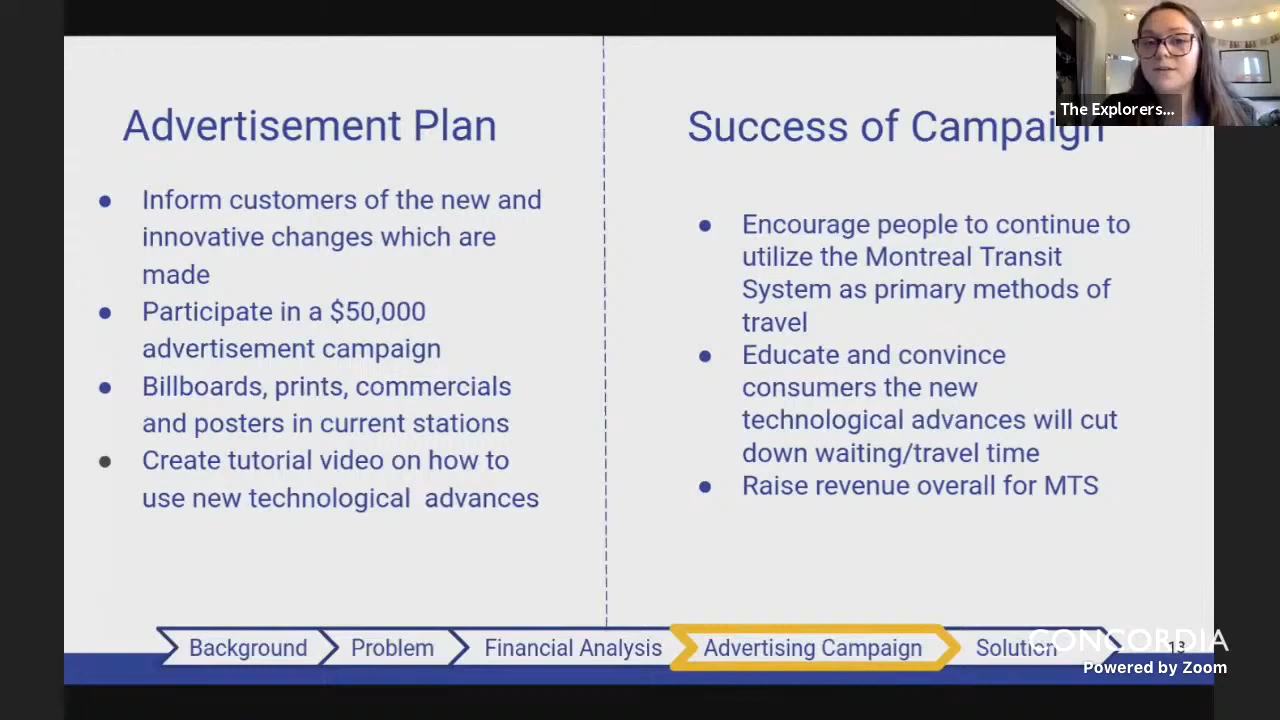 Advertisement Plan
Inform customers of the new and
innovative changes which are
made
Participate in a $50,000
advertisement campaign
Billboards, prints, commercials
and posters in current stations
Create tutorial video on how to
use new technological advances
Success of Campaign
Encourage people to continue to
utilize the Montreal Transit
System as primary methods of
travel
Educate and convince
consumers the new
technological advances will cut
down waiting/travel time
Raise revenue overall for MTS
The Explorers...
Background
Problem
Financial Analysis
Advertising Campaign
Solution
13
CONCORDIA
Powered by Zoom